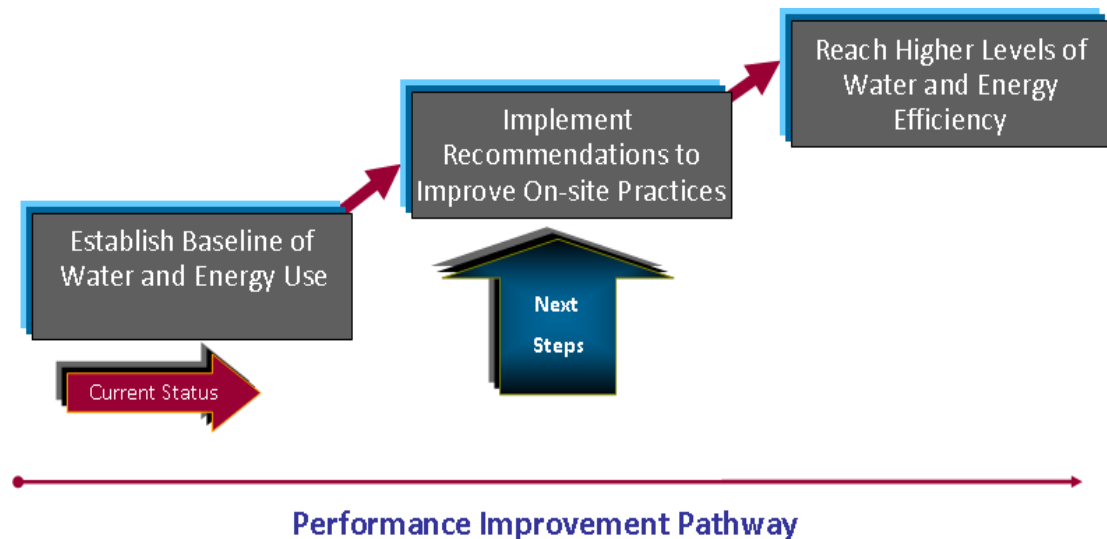 Reach Higher Levels of
Water and Energy
Efficiency
Implement
Recommendations to
Improve On-site Practices
Establish Baseline of
Water and Energy Use
Next
Steps
Current Status
Performance Improvement Pathway